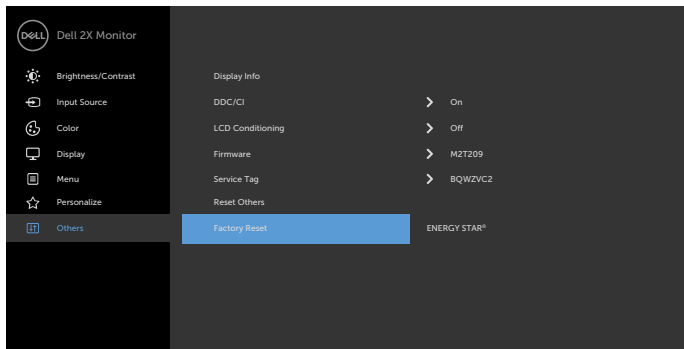 DELL Dell 2X Monitor
Brightness/Contrast Display Info
Input Source DDC/CI On
Color LCD Conditioning Off
Display Firmware M2T209
Menu Service Tag BQWZVC2
Personalize Reset Others
Others Factory Reset ENERGY STAR®